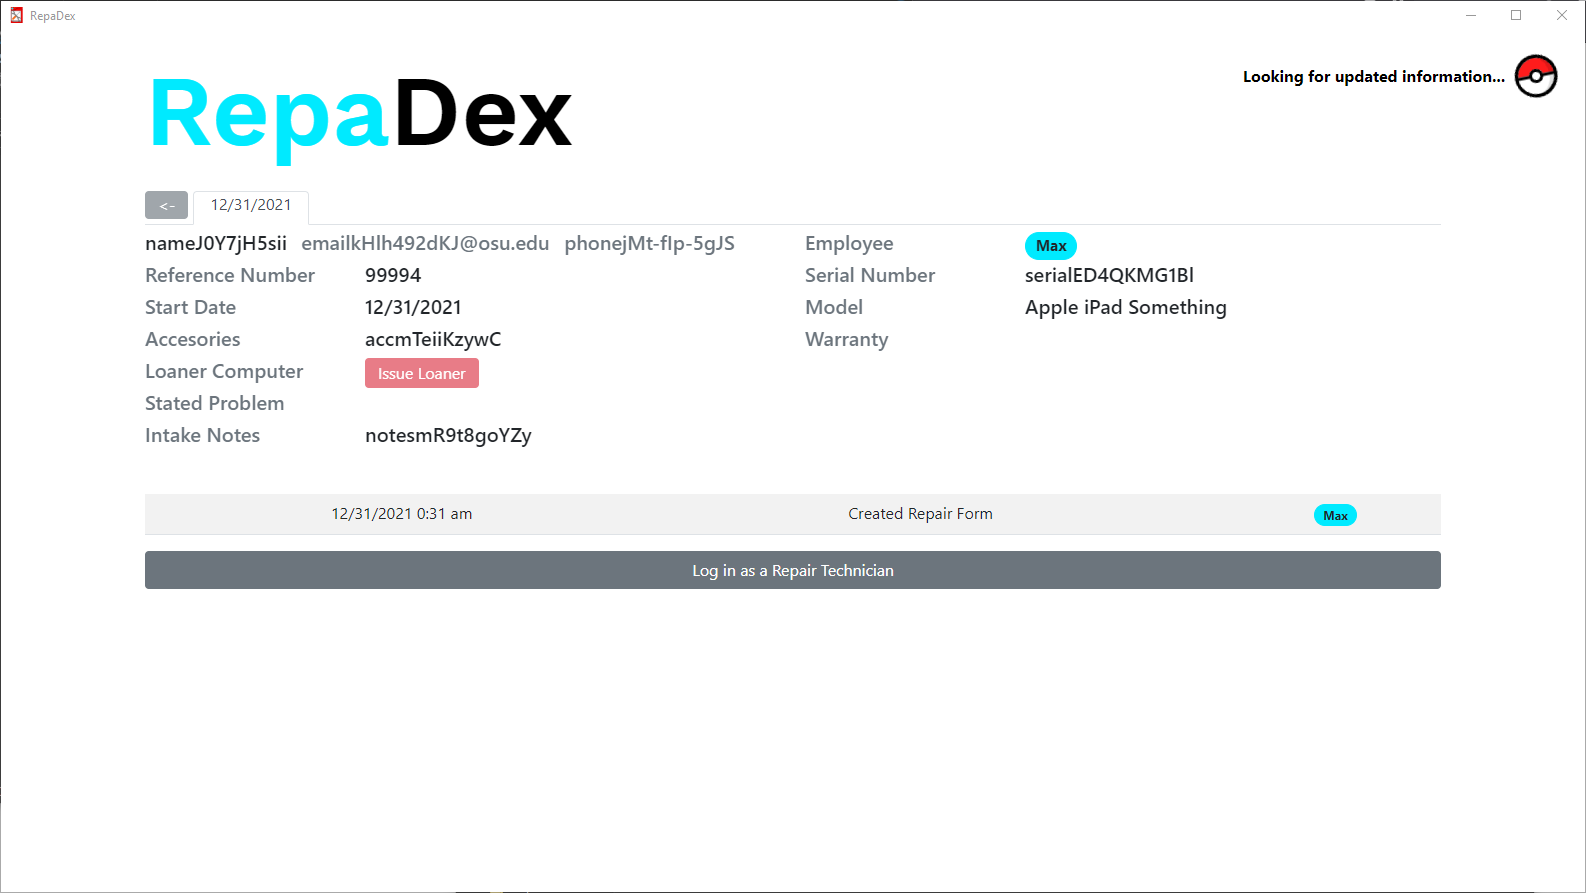 RepaDex
Looking for updated information...
RepaDex
<-
12/31/2021
nameJ0Y7jH5sii emailkHlh492dKJ@osu.edu phonejMt-fIp-5gJS
Employee Max
Reference Number 99994
Serial Number serialED4QKMG1Bl
Start Date 12/31/2021
Model Apple iPad Something
Accesories accmTeiiKzywC
Warranty
Loaner Computer Issue Loaner
Stated Problem
Intake Notes notesmR9t8goYZy
12/31/2021 0:31 am Created Repair Form Max
Log in as a Repair Technician